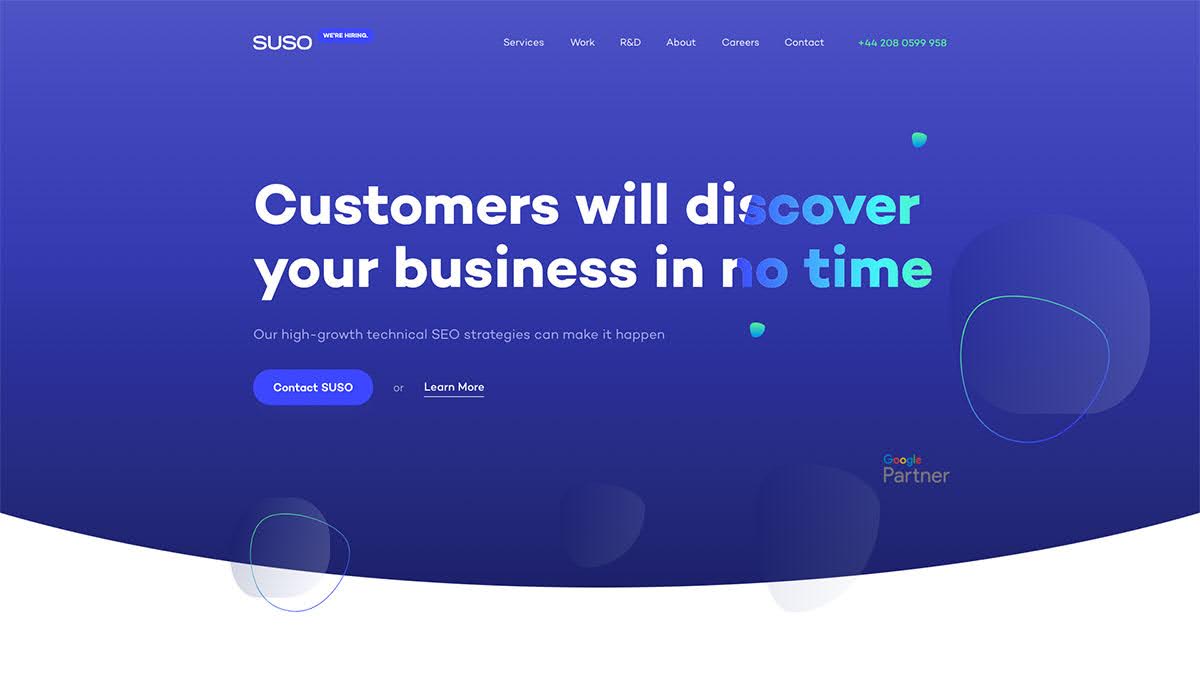 SUSO
WE'RE HIRING.
Services
Work
R&D
About
Careers
Contact
+44 208 0599 958
Customers will discover
your business in no time
Our high-growth technical SEO strategies can make it happen
Contact SUSO
or
Learn More
Google
Partner